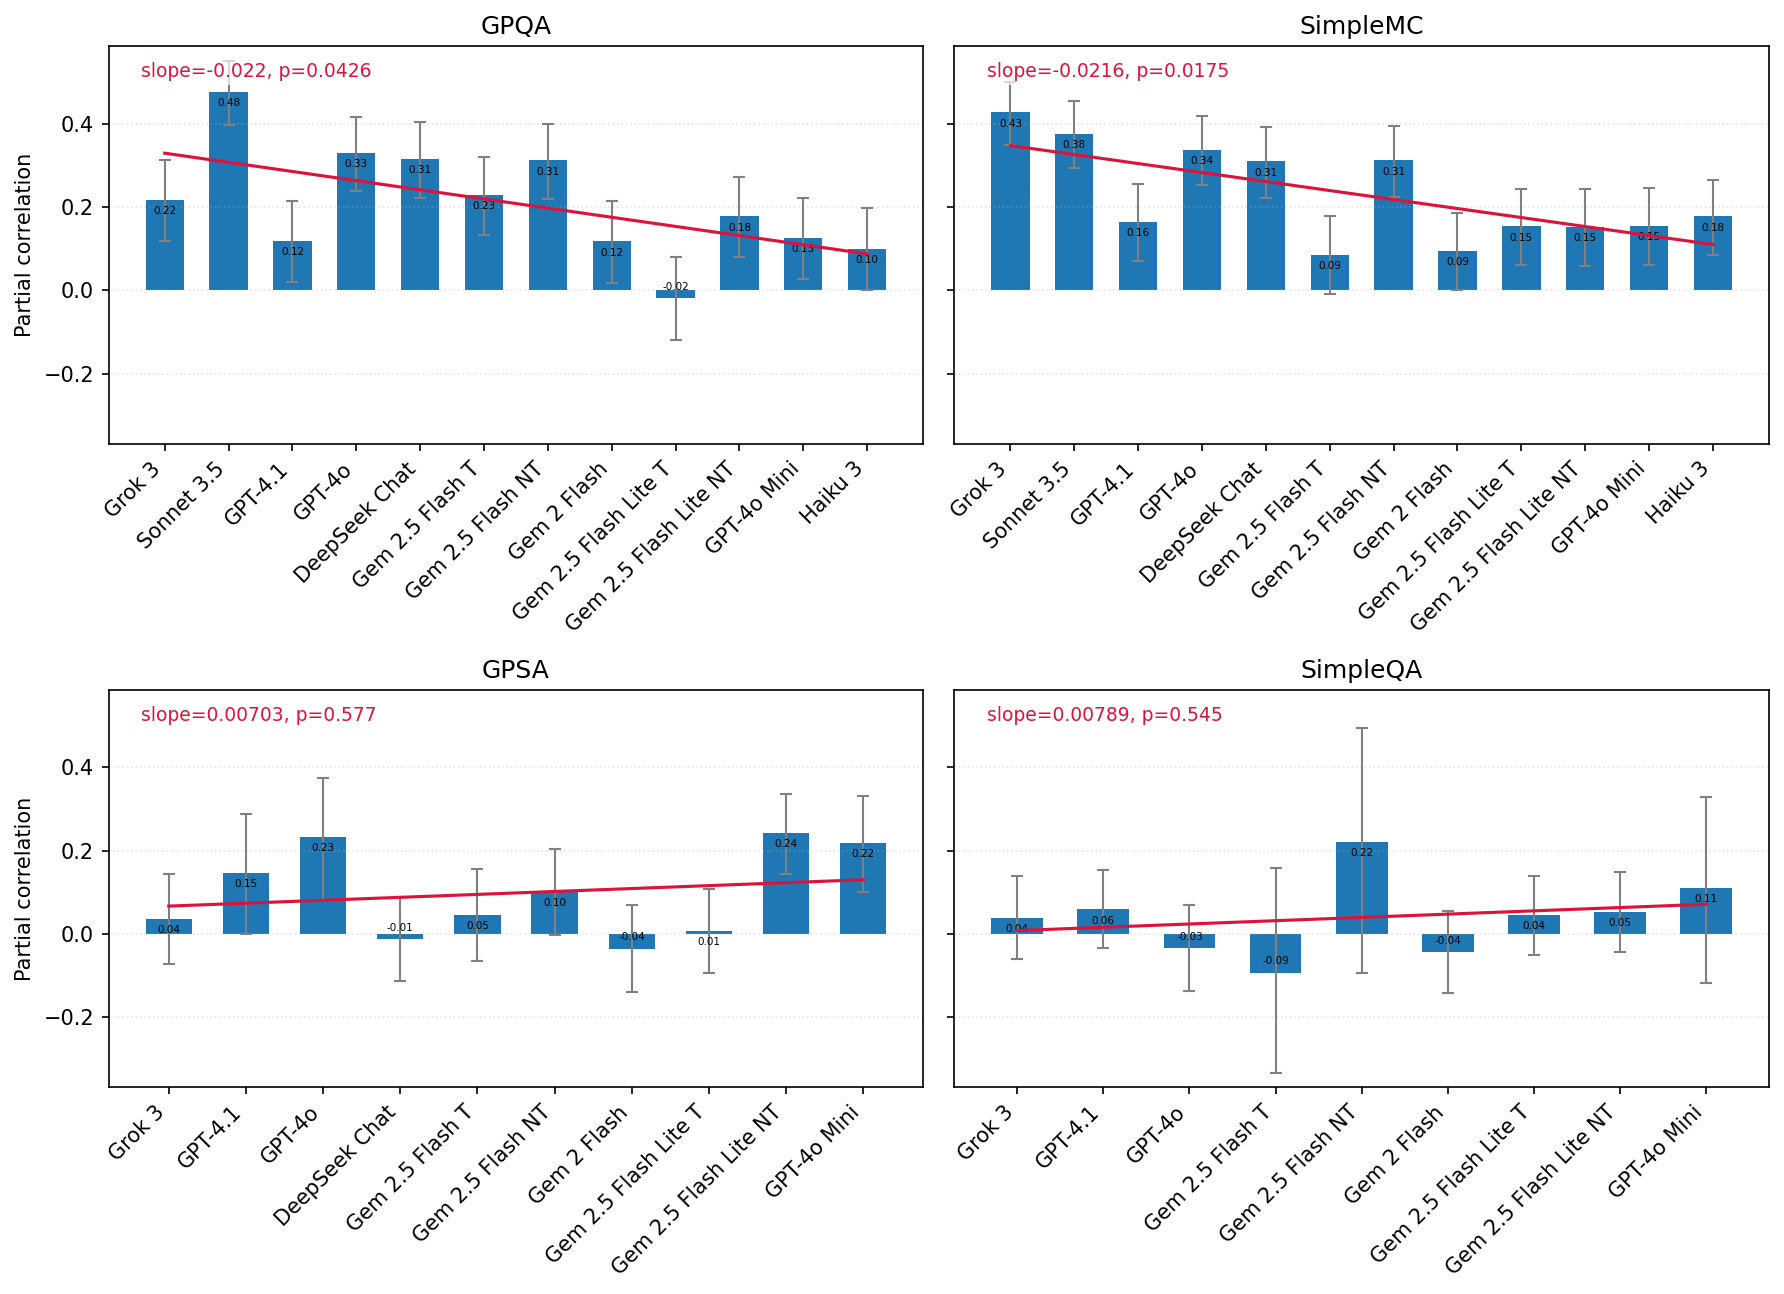 GPQA
slope=-0.022, p=0.0426
Partial correlation
0.4
0.2
0.0
−0.2
0.22
0.48
0.12
0.33
0.31
0.23
0.31
0.12
-0.02
0.18
0.13
0.10
Grok 3
Sonnet 3.5
GPT-4.1
GPT-4o
DeepSeek Chat
Gem 2.5 Flash T
Gem 2.5 Flash NT
Gem 2 Flash
Gem 2.5 Flash Lite T
Gem 2.5 Flash Lite NT
GPT-4o Mini
Haiku 3
SimpleMC
slope=-0.0216, p=0.0175
0.43
0.38
0.16
0.34
0.31
0.09
0.31
0.09
0.15
0.15
0.15
0.18
Grok 3
Sonnet 3.5
GPT-4.1
GPT-4o
DeepSeek Chat
Gem 2.5 Flash T
Gem 2.5 Flash NT
Gem 2 Flash
Gem 2.5 Flash Lite T
Gem 2.5 Flash Lite NT
GPT-4o Mini
Haiku 3
GPSA
slope=0.00703, p=0.577
Partial correlation
0.4
0.2
0.0
−0.2
0.04
0.15
0.23
-0.01
0.05
0.10
-0.04
0.01
0.24
0.22
Grok 3
GPT-4.1
GPT-4o
DeepSeek Chat
Gem 2.5 Flash T
Gem 2.5 Flash NT
Gem 2 Flash
Gem 2.5 Flash Lite T
Gem 2.5 Flash Lite NT
GPT-4o Mini
SimpleQA
slope=0.00789, p=0.545
0.04
0.06
-0.03
-0.09
0.22
-0.04
0.04
0.05
0.11
Grok 3
GPT-4.1
GPT-4o
Gem 2.5 Flash T
Gem 2.5 Flash NT
Gem 2 Flash
Gem 2.5 Flash Lite T
Gem 2.5 Flash Lite NT
GPT-4o Mini